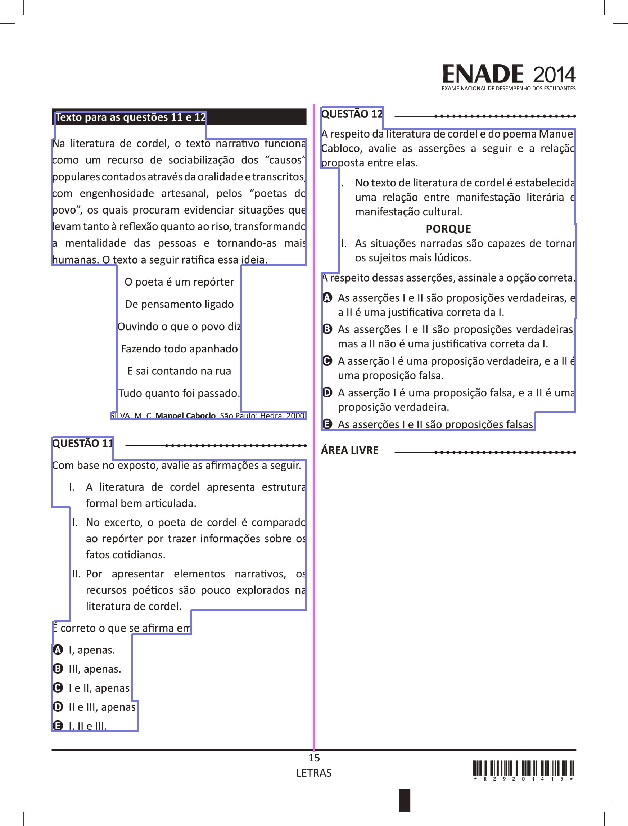 ENADE 2014
EXAME NACIONAL DE DESEMPENHO DOS ESTUDANTES
Texto para as questões 11 e 12
Na literatura de cordel, o texto narrativo funciona
como um recurso de sociabilização dos “causos”
populares contados através da oralidade e transcritos,
com engenhosidade artesanal, pelos “poetas do
povo”, os quais procuram evidenciar situações que
levam tanto à reflexão quanto ao riso, transformando
a mentalidade das pessoas e tornando-as mais
humanas. O texto a seguir ratifica essa ideia.
O poeta é um repórter
De pensamento ligado
Ouvindo o que o povo diz
Fazendo todo apanhado
E sai contando na rua
Tudo quanto foi passado.
SILVA, M. C. Manoel Caboclo. São Paulo: Hedra, 2000.
QUESTÃO 11
Com base no exposto, avalie as afirmações a seguir.
I. A literatura de cordel apresenta estrutura
formal bem articulada.
II. No excerto, o poeta de cordel é comparado
ao repórter por trazer informações sobre os
fatos cotidianos.
III. Por apresentar elementos narrativos, os
recursos poéticos são pouco explorados na
literatura de cordel.
É correto o que se afirma em
A I, apenas.
B III, apenas.
C I e II, apenas.
D II e III, apenas.
E I, II e III.
QUESTÃO 12
A respeito da literatura de cordel e do poema Manuel
Cabloco, avalie as asserções a seguir e a relação
proposta entre elas.
I. No texto de literatura de cordel é estabelecida
uma relação entre manifestação literária e
manifestação cultural.
PORQUE
II. As situações narradas são capazes de tornar
os sujeitos mais lúdicos.
A respeito dessas asserções, assinale a opção correta.
A As asserções I e II são proposições verdadeiras, e
a II é uma justificativa correta da I.
B As asserções I e II são proposições verdadeiras,
mas a II não é uma justificativa correta da I.
C A asserção I é uma proposição verdadeira, e a II é
uma proposição falsa.
D A asserção I é uma proposição falsa, e a II é uma
proposição verdadeira.
E As asserções I e II são proposições falsas.
ÁREA LIVRE
15
LETRAS
*R29201415*